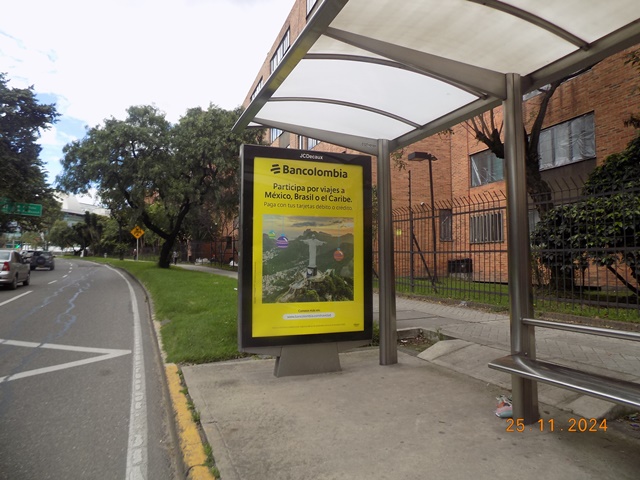 JCDecaux
Bancolombia
Participa por viajes a
México, Brasil o el Caribe.
Paga con tus tarjetas débito o crédito.
25 11 2024